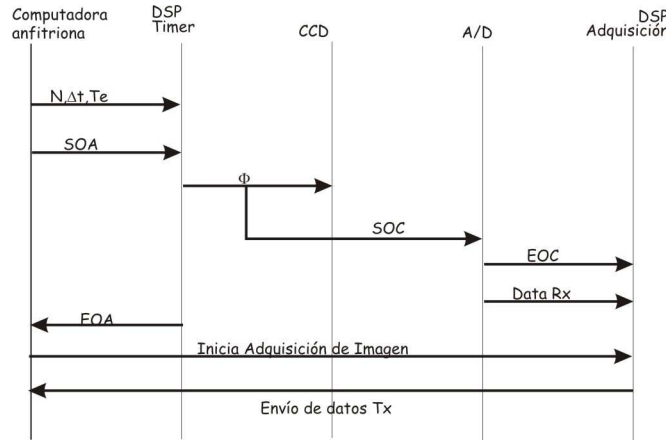 Computadora
anfitriona
DSP
Timer
CCD
A/D
DSP
Adquisición
N,Δt,Te
SOA
Φ
SOC
EOC
Data Rx
EOA
Inicia Adquisición de Imagen
Envío de datos Tx